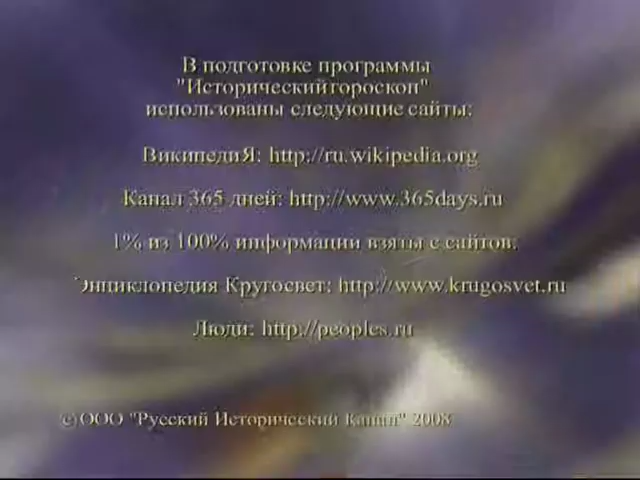 В подготовке программы
"Исторический гороскоп"
использованы следующие сайты:
ВикипедиЯ: http://ru.wikipedia.org
Канал 365 дней: http://www.365days.ru
1% из 100% информации взяты с сайтов:
Энциклопедия Кругосвет: http://www.krugosvet.ru
Люди: http://peoples.ru
(с) ООО "Русский Исторический Канал" 2008